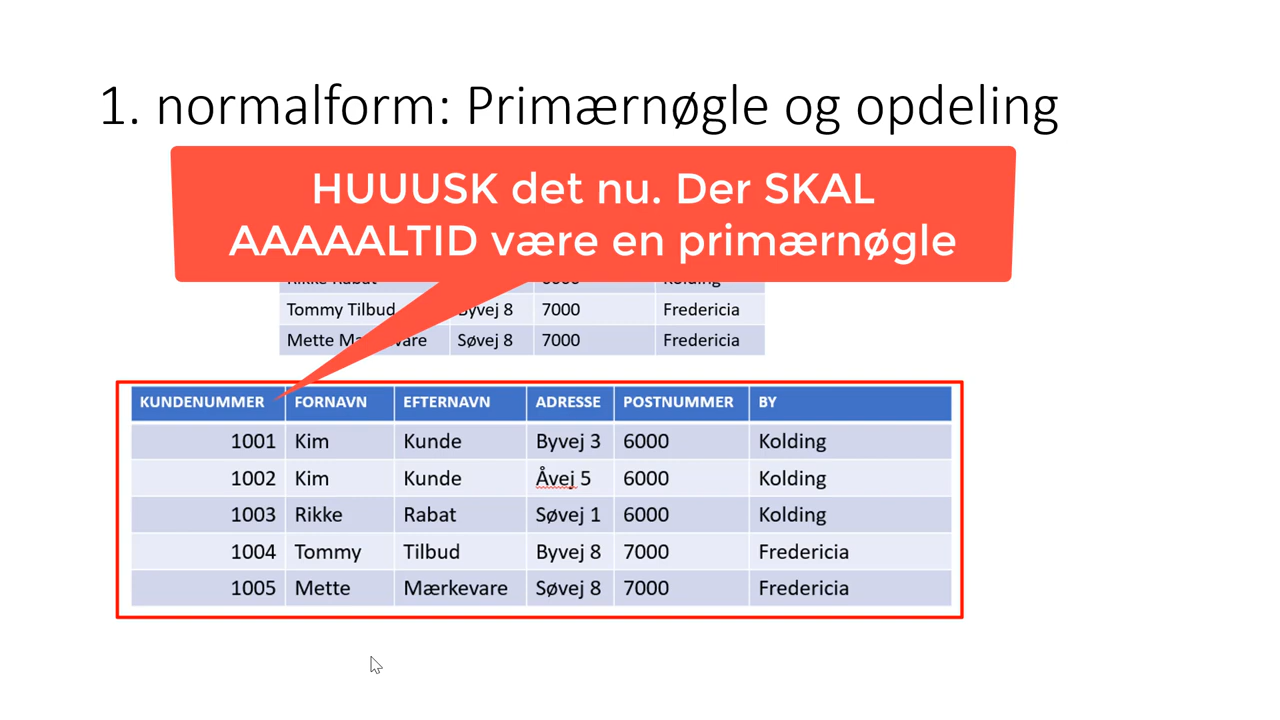 1. normalform: Primærnøgle og opdeling
HUUUSK det nu. Der SKAL
AAAAALTID være en primærnøgle
Tommy Tilbud Byvej 8 7000 Fredericia
Mette Søvej 8 7000 Fredericia
KUNDENUMMER FORNAVN EFTERNAVN ADRESSE POSTNUMMER BY
1001 Kim Kunde Byvej 3 6000 Kolding
1002 Kim Kunde Åvej 5 6000 Kolding
1003 Rikke Rabat Søvej 1 6000 Kolding
1004 Tommy Tilbud Byvej 8 7000 Fredericia
1005 Mette Mærkevare Søvej 8 7000 Fredericia